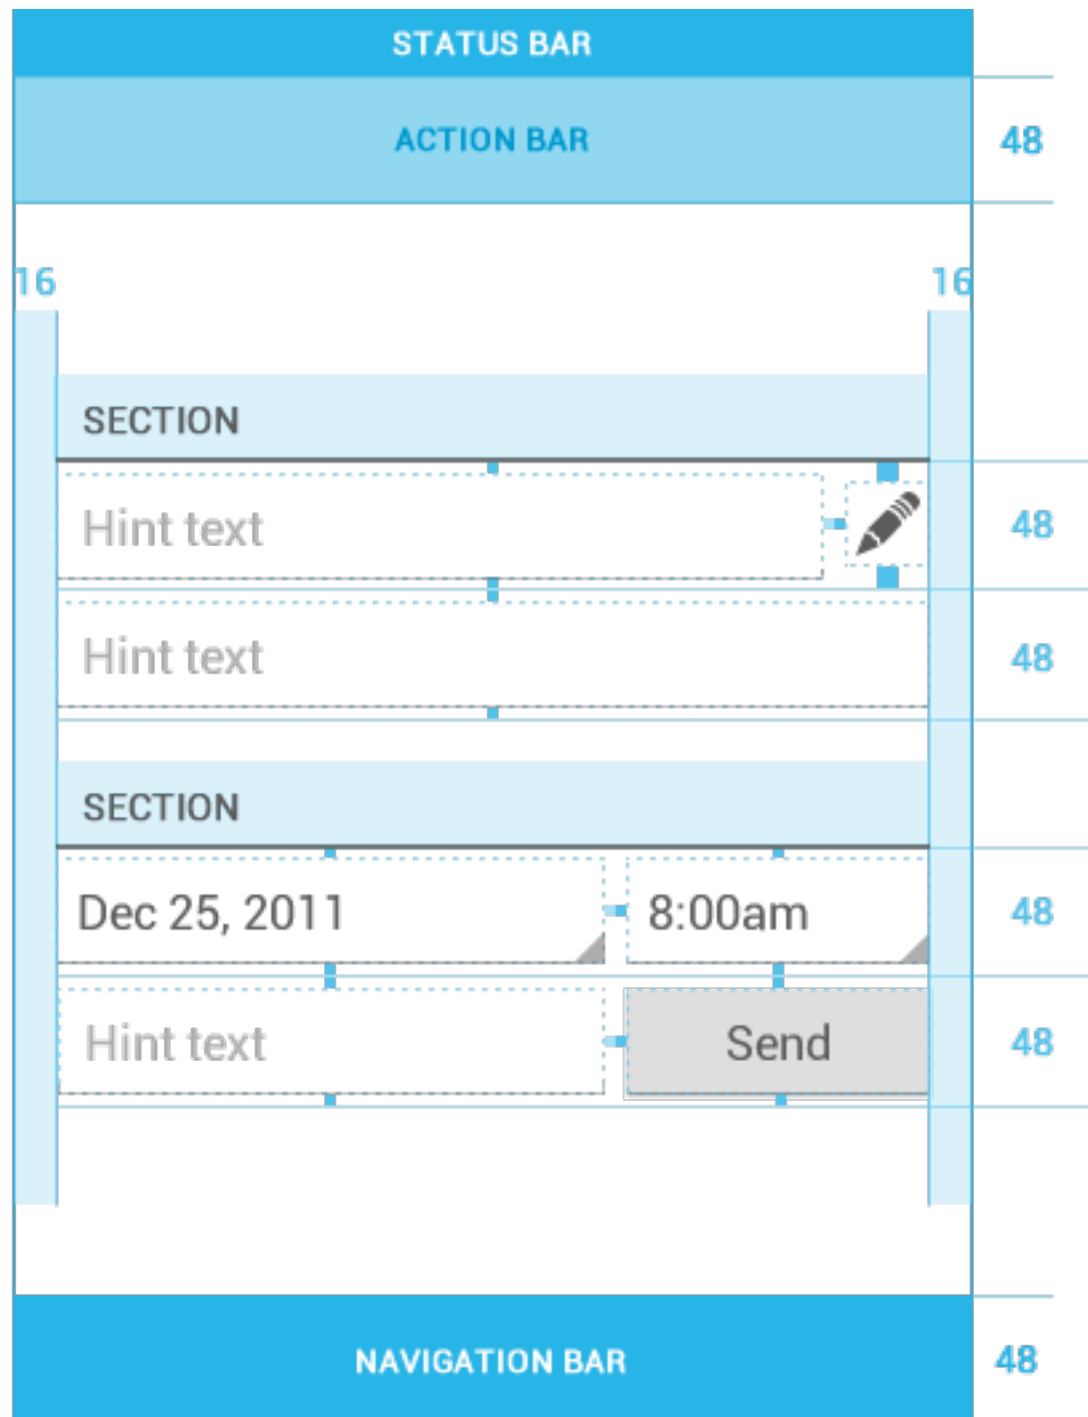 STATUS BAR
ACTION BAR
48
16
16
SECTION
Hint text
48
Hint text
48
SECTION
Dec 25, 2011
8:00am
48
Hint text
Send
48
NAVIGATION BAR
48